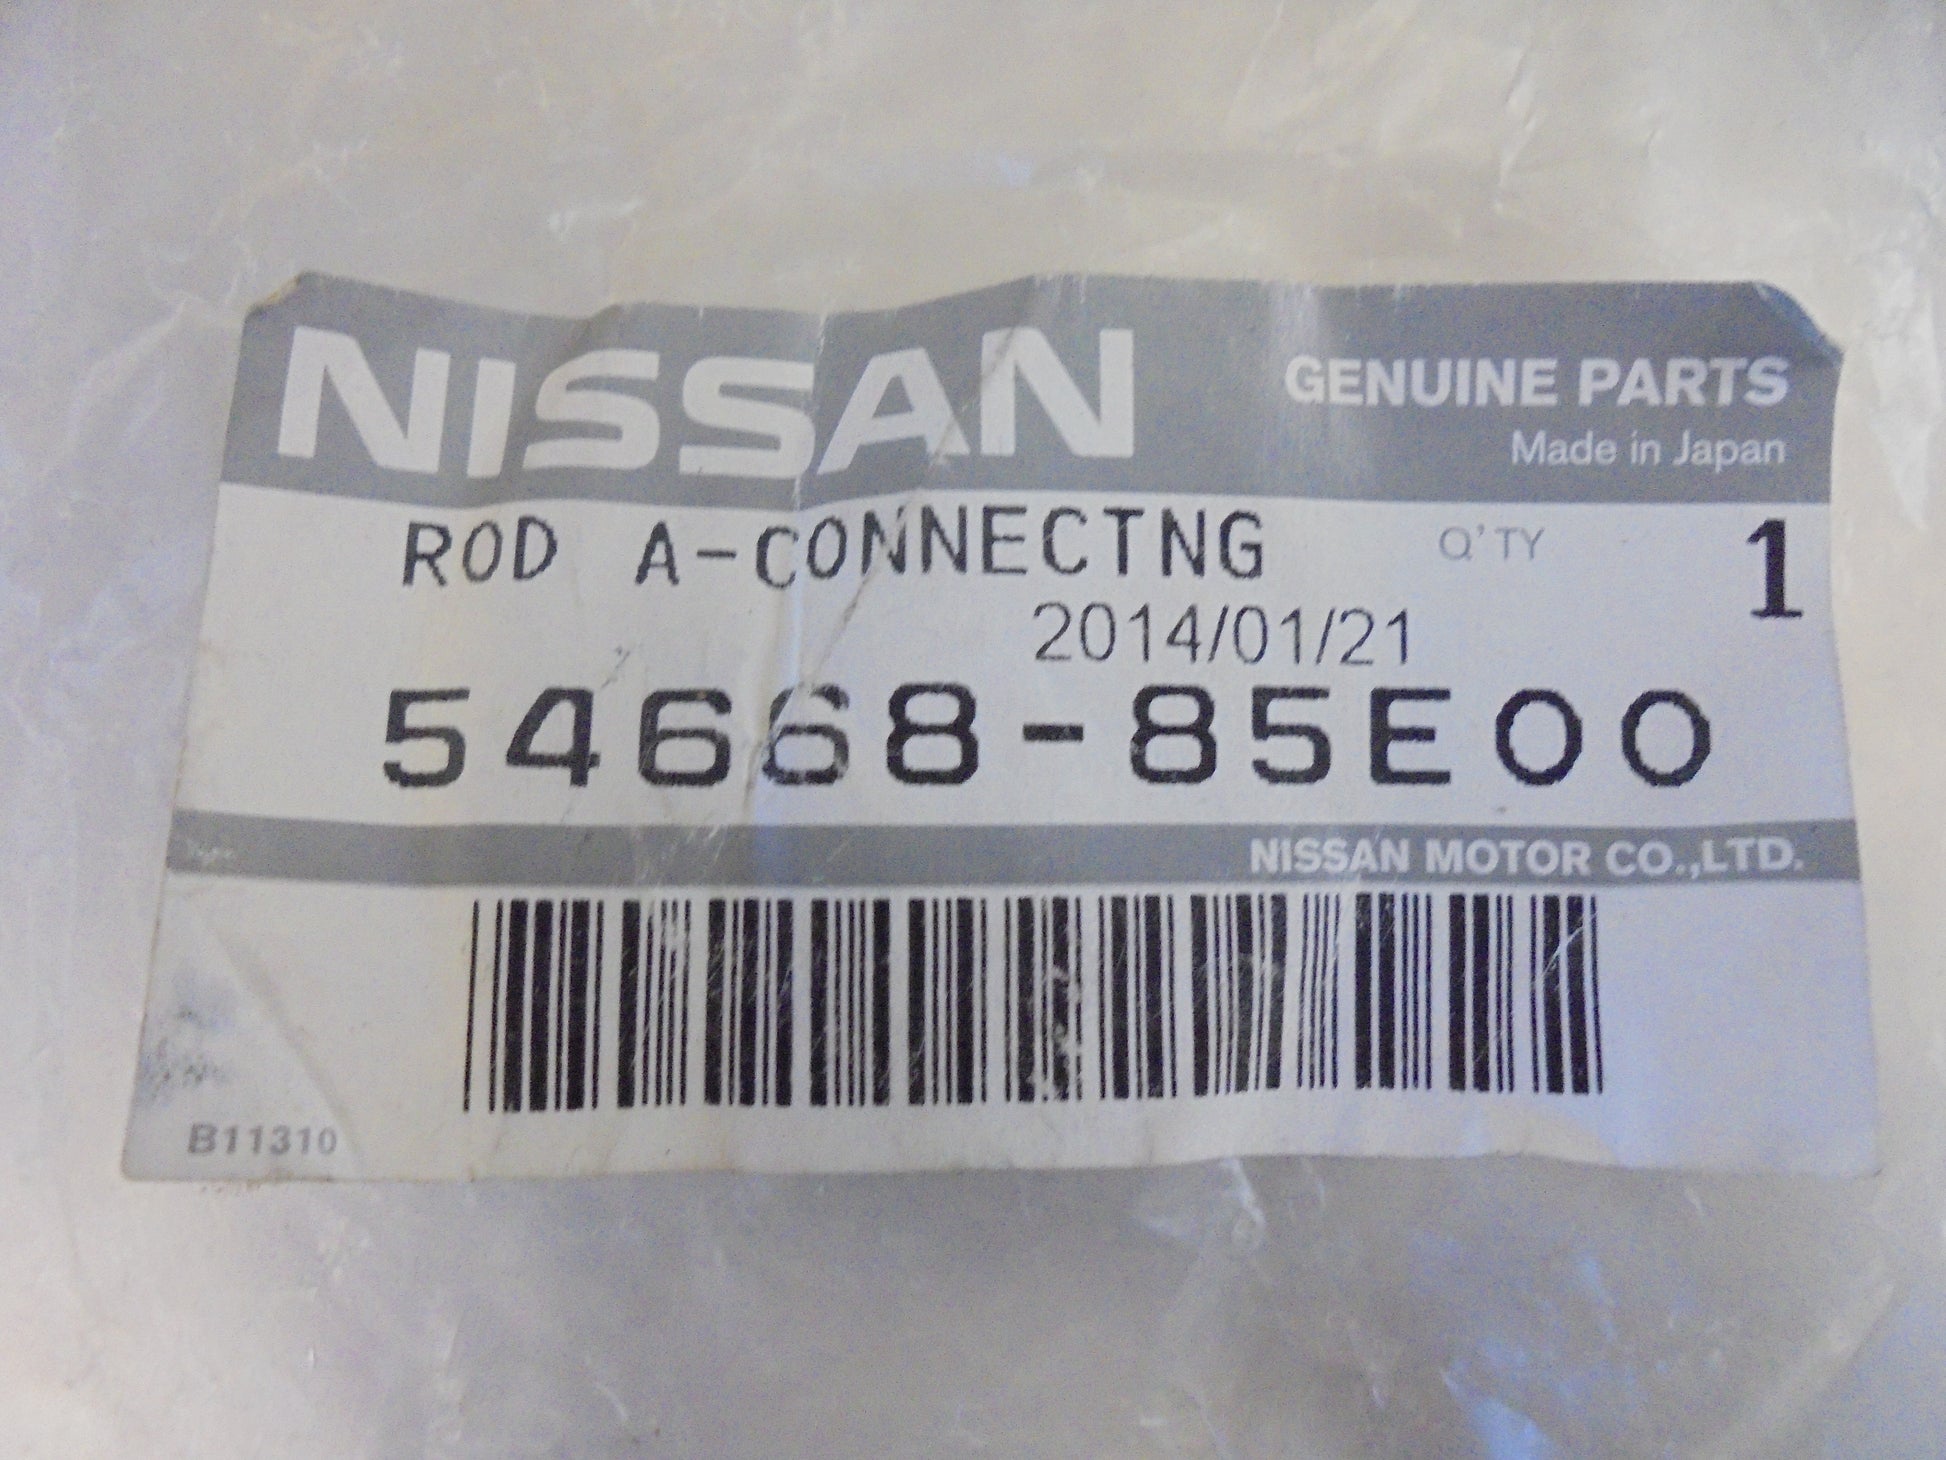 NISSAN
GENUINE PARTS
Made in Japan
ROD A-CONNECTNG
Q'TY 1
2014/01/21
54668-85E00
NISSAN MOTOR CO.,LTD.
B11310